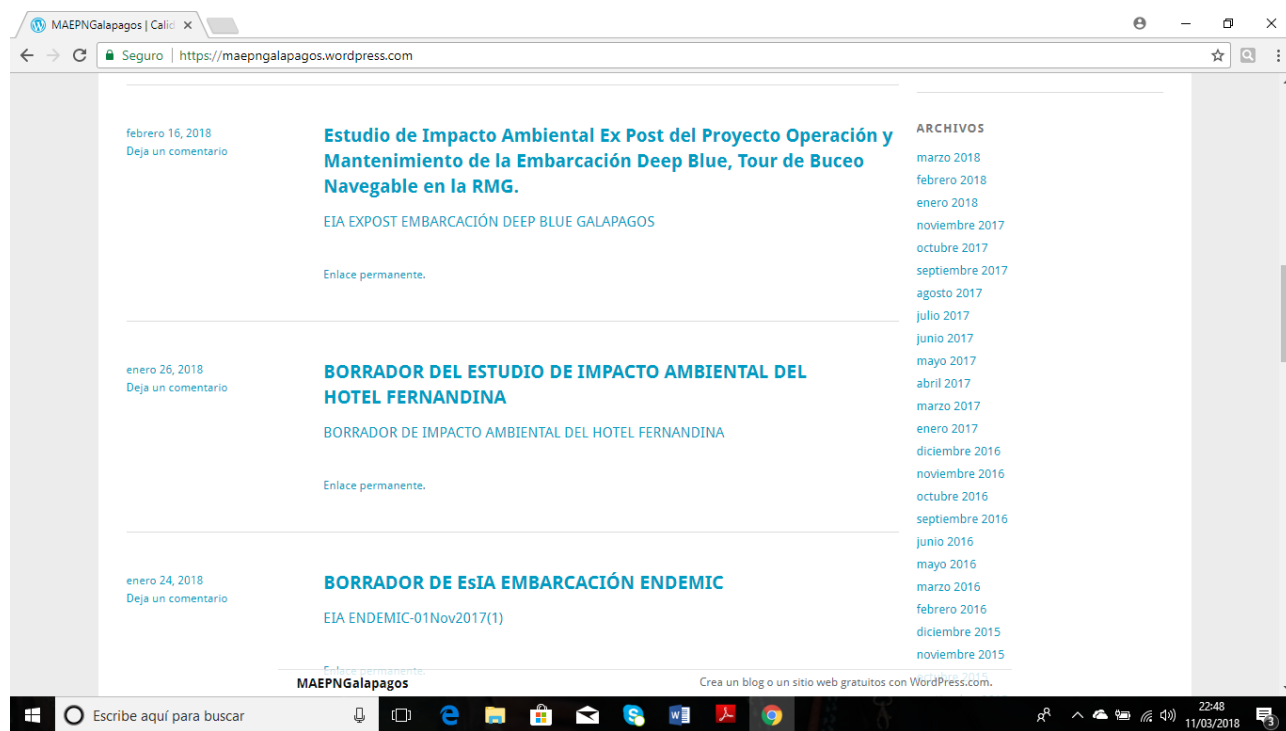 MAEPNGalapagos | Calid
Seguro | https://maepngalapagos.wordpress.com
febrero 16, 2018
Deja un comentario
Estudio de Impacto Ambiental Ex Post del Proyecto Operación y
Mantenimiento de la Embarcación Deep Blue, Tour de Buceo
Navegable en la RMG.
EIA EXPOST EMBARCACIÓN DEEP BLUE GALAPAGOS
Enlace permanente.
enero 26, 2018
Deja un comentario
BORRADOR DEL ESTUDIO DE IMPACTO AMBIENTAL DEL
HOTEL FERNANDINA
BORRADOR DE IMPACTO AMBIENTAL DEL HOTEL FERNANDINA
Enlace permanente.
enero 24, 2018
Deja un comentario
BORRADOR DE EsIA EMBARCACIÓN ENDEMIC
EIA ENDEMIC-01Nov2017(1)
Enlace permanente.
ARCHIVOS
marzo 2018
febrero 2018
enero 2018
noviembre 2017
octubre 2017
septiembre 2017
agosto 2017
julio 2017
junio 2017
mayo 2017
abril 2017
marzo 2017
enero 2017
diciembre 2016
noviembre 2016
octubre 2016
septiembre 2016
junio 2016
mayo 2016
marzo 2016
febrero 2016
diciembre 2015
noviembre 2015
octubre 2015
MAEPNGalapagos
Crea un blog o un sitio web gratuitos con WordPress.com.
Escribe aquí para buscar
22:48
11/03/2018
3